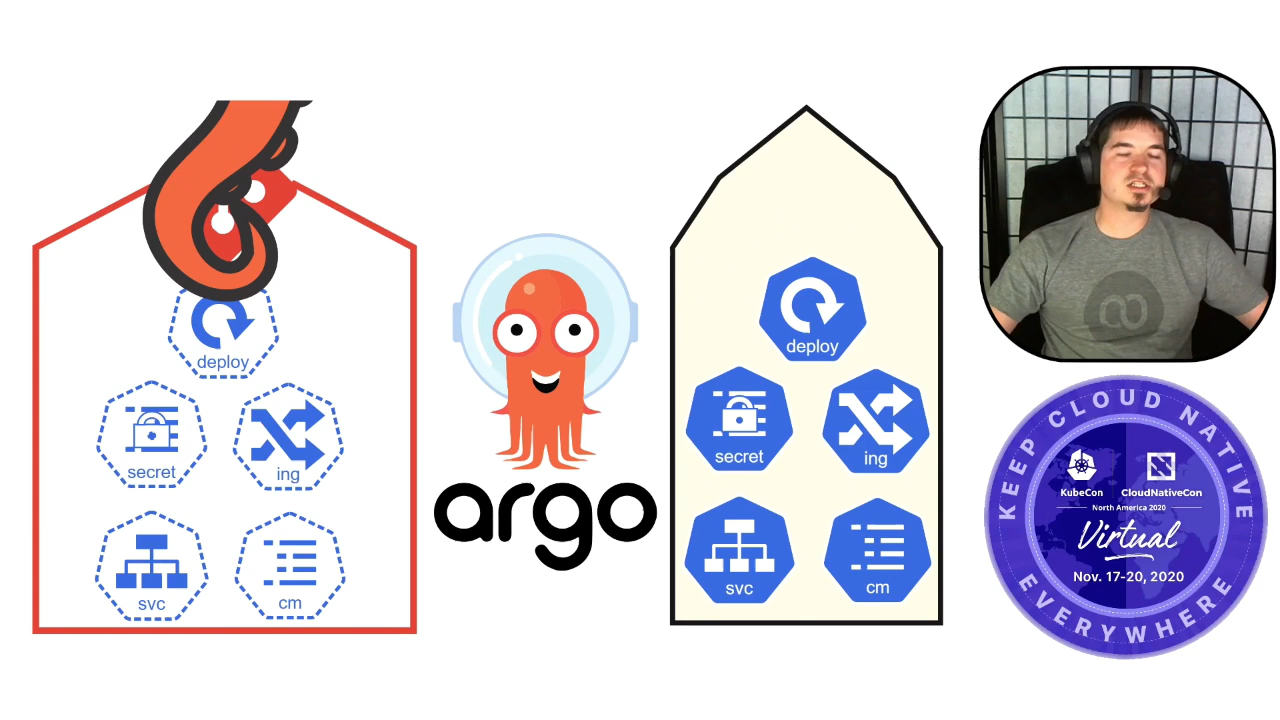 deploy
secret
ing
svc
cm
argo
deploy
secret
ing
svc
cm
KEEP CLOUD NATIVE
KubeCon
CloudNativeCon
North America 2020
Virtual
Nov. 17-20, 2020
EVERYWHERE